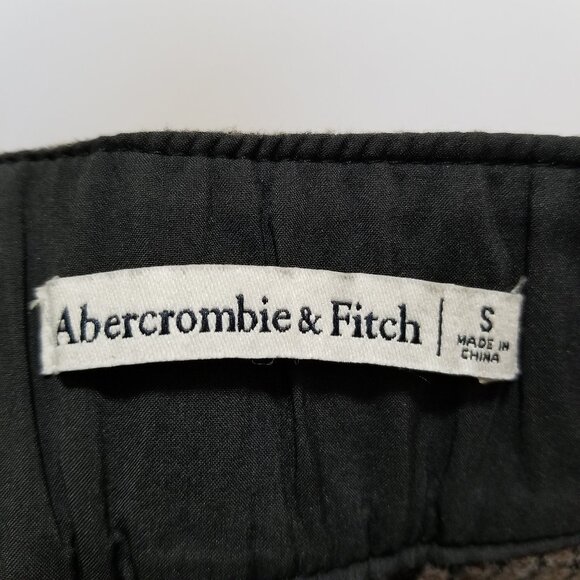 Abercrombie & Fitch
S
MADE IN
CHINA